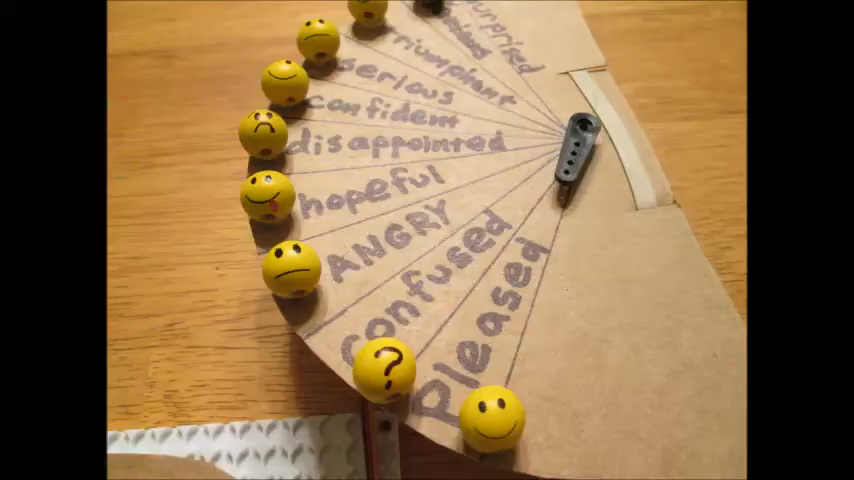 surprised
triumphant
serious
confident
disappointed
hopeful
ANGRY
confused
?
Pleased